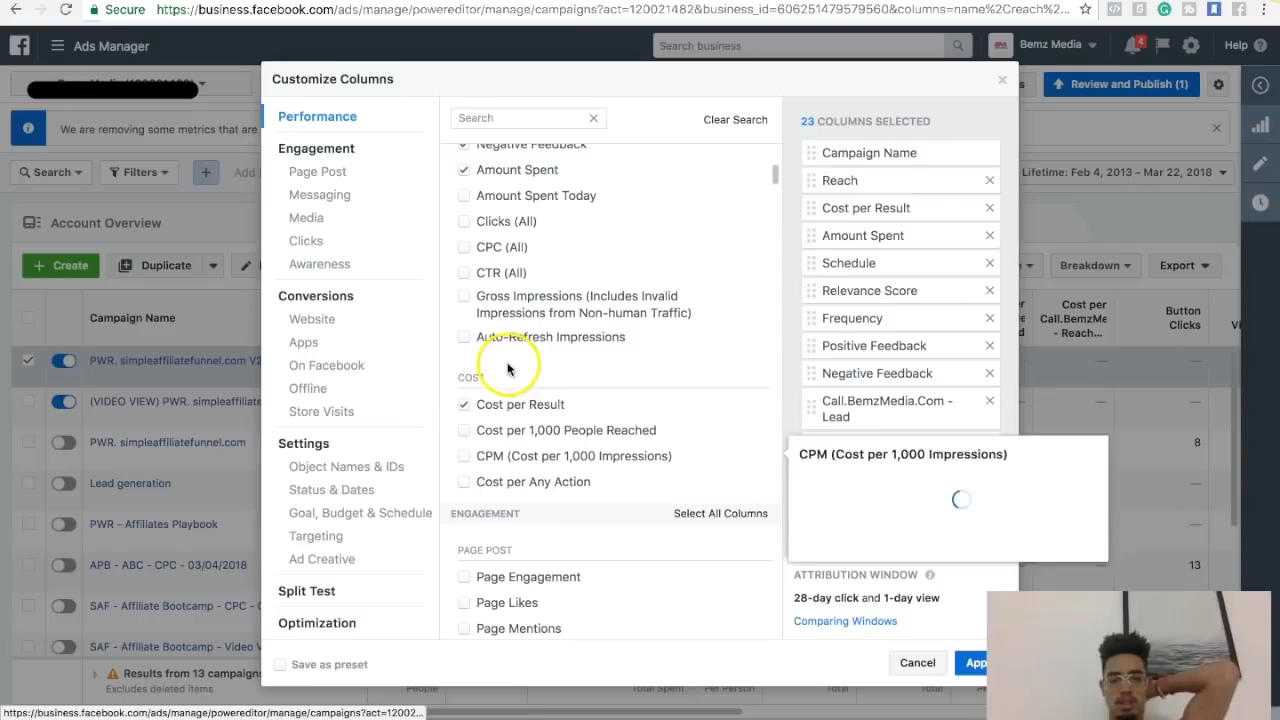 Secure https://business.facebook.com/ads/manage/powereditor/manage/campaigns?act=120021482&business_id=606251479579560&columns=name%2Creach%2...
Ads Manager
Search business
Bemz Media
4
Help
Customize Columns
Review and Publish (1)
We are removing some metrics that are
Search
Filters
Add
Lifetime: Feb 4, 2013 – Mar 22, 2018
Account Overview
Create
Duplicate
Breakdown
Export
Campaign Name
Cost per
Call.BemzMe
- Reach...
Button
Clicks
PWR. simpleaffiliatefunnel.com V2
(VIDEO VIEW) PWR. simpleaffiliatef
PWR. simpleaffiliatefunnel.com
8
Lead generation
PWR - Affiliates Playbook
APB - ABC - CPC - 03/04/2018
13
SAF - Affiliate Bootcamp - CPC -
SAF - Affiliate Bootcamp - Video V
Results from 13 campaigns
Excludes deleted items
People
Total Spent
Per Person
Total
Total
Performance
Engagement
Page Post
Messaging
Media
Clicks
Awareness
Conversions
Website
Apps
On Facebook
Offline
Store Visits
Settings
Object Names & IDs
Status & Dates
Goal, Budget & Schedule
Targeting
Ad Creative
Split Test
Optimization
Search
Clear Search
Negative Feedback
Amount Spent
Amount Spent Today
Clicks (All)
CPC (All)
CTR (All)
Gross Impressions (Includes Invalid
Impressions from Non-human Traffic)
Auto-Refresh Impressions
COST
Cost per Result
Cost per 1,000 People Reached
CPM (Cost per 1,000 Impressions)
Cost per Any Action
ENGAGEMENT
Select All Columns
PAGE POST
Page Engagement
Page Likes
Page Mentions
23 COLUMNS SELECTED
Campaign Name
Reach
Cost per Result
Amount Spent
Schedule
Relevance Score
Frequency
Positive Feedback
Negative Feedback
Call.BemzMedia.Com -
Lead
CPM (Cost per 1,000 Impressions)
ATTRIBUTION WINDOW
28-day click and 1-day view
Comparing Windows
Save as preset
Cancel
App
https://business.facebook.com/ads/manage/powereditor/manage/campaigns?act=12002...